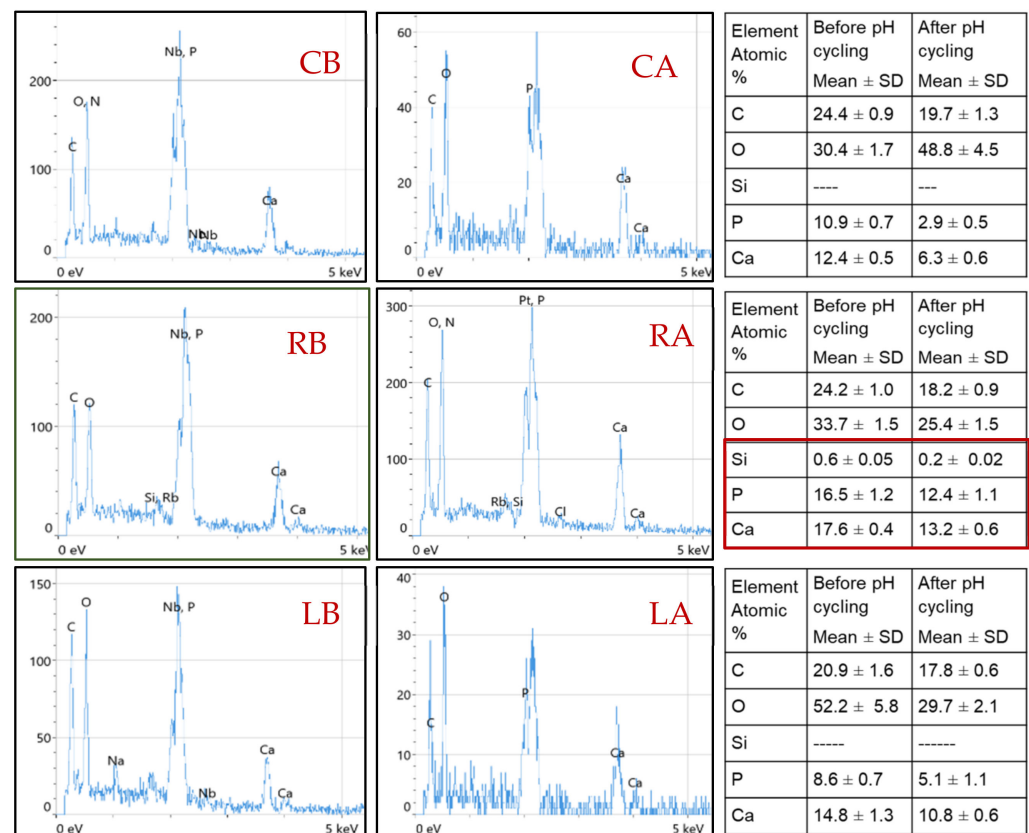 CB
200
100
0
C
O, N
Nb, P
Nb
Nb
Ca
0 eV
5 keV
CA
60
40
20
0
C
O
P
Ca
Ca
0 eV
5 keV
Element Atomic % Before pH cycling Mean ± SD After pH cycling Mean ± SD
C 24.4 ± 0.9 19.7 ± 1.3
O 30.4 ± 1.7 48.8 ± 4.5
Si ---- ---
P 10.9 ± 0.7 2.9 ± 0.5
Ca 12.4 ± 0.5 6.3 ± 0.6
RB
200
100
0
C
O
Si, Rb
Nb, P
Ca
Ca
0 eV
5 keV
RA
300
200
100
0
C
O, N
Rb, Si
Pt, P
Cl
Ca
Ca
0 eV
5 keV
Element Atomic % Before pH cycling Mean ± SD After pH cycling Mean ± SD
C 24.2 ± 1.0 18.2 ± 0.9
O 33.7 ± 1.5 25.4 ± 1.5
Si 0.6 ± 0.05 0.2 ± 0.02
P 16.5 ± 1.2 12.4 ± 1.1
Ca 17.6 ± 0.4 13.2 ± 0.6
LB
150
100
50
0
C
O
Na
Nb, P
Nb
Ca
Ca
0 eV
5 keV
LA
40
30
20
10
0
C
O
P
Ca
Ca
0 eV
5 keV
Element Atomic % Before pH cycling Mean ± SD After pH cycling Mean ± SD
C 20.9 ± 1.6 17.8 ± 0.6
O 52.2 ± 5.8 29.7 ± 2.1
Si ----- ------
P 8.6 ± 0.7 5.1 ± 1.1
Ca 14.8 ± 1.3 10.8 ± 0.6